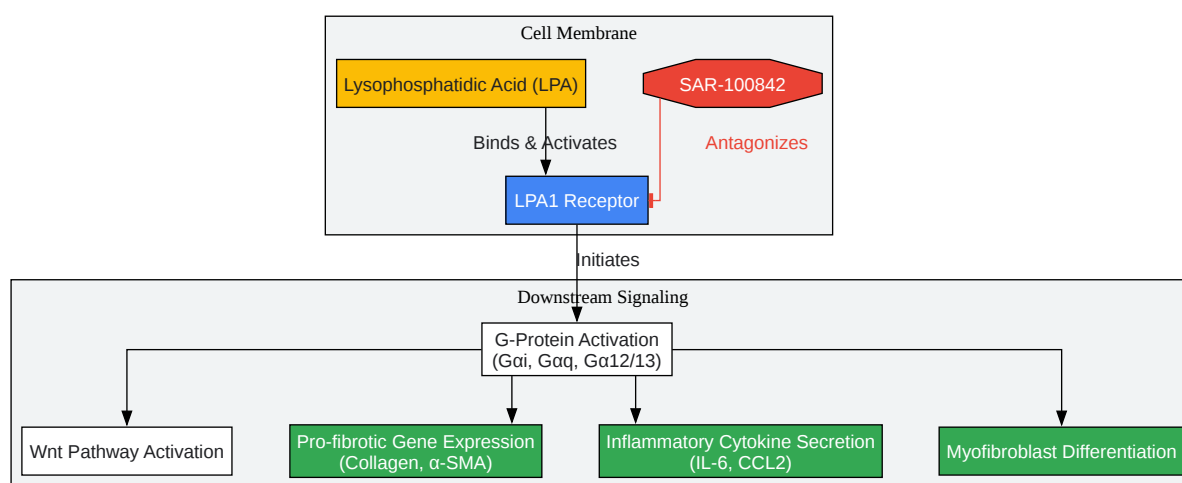 Cell Membrane
Lysophosphatidic Acid (LPA)
SAR-100842
Binds & Activates
Antagonizes
LPA1 Receptor
Initiates
Downstream Signaling
G-Protein Activation
(Gαi, Gαq, Gα12/13)
Wnt Pathway Activation
Pro-fibrotic Gene Expression
(Collagen, α-SMA)
Inflammatory Cytokine Secretion
(IL-6, CCL2)
Myofibroblast Differentiation